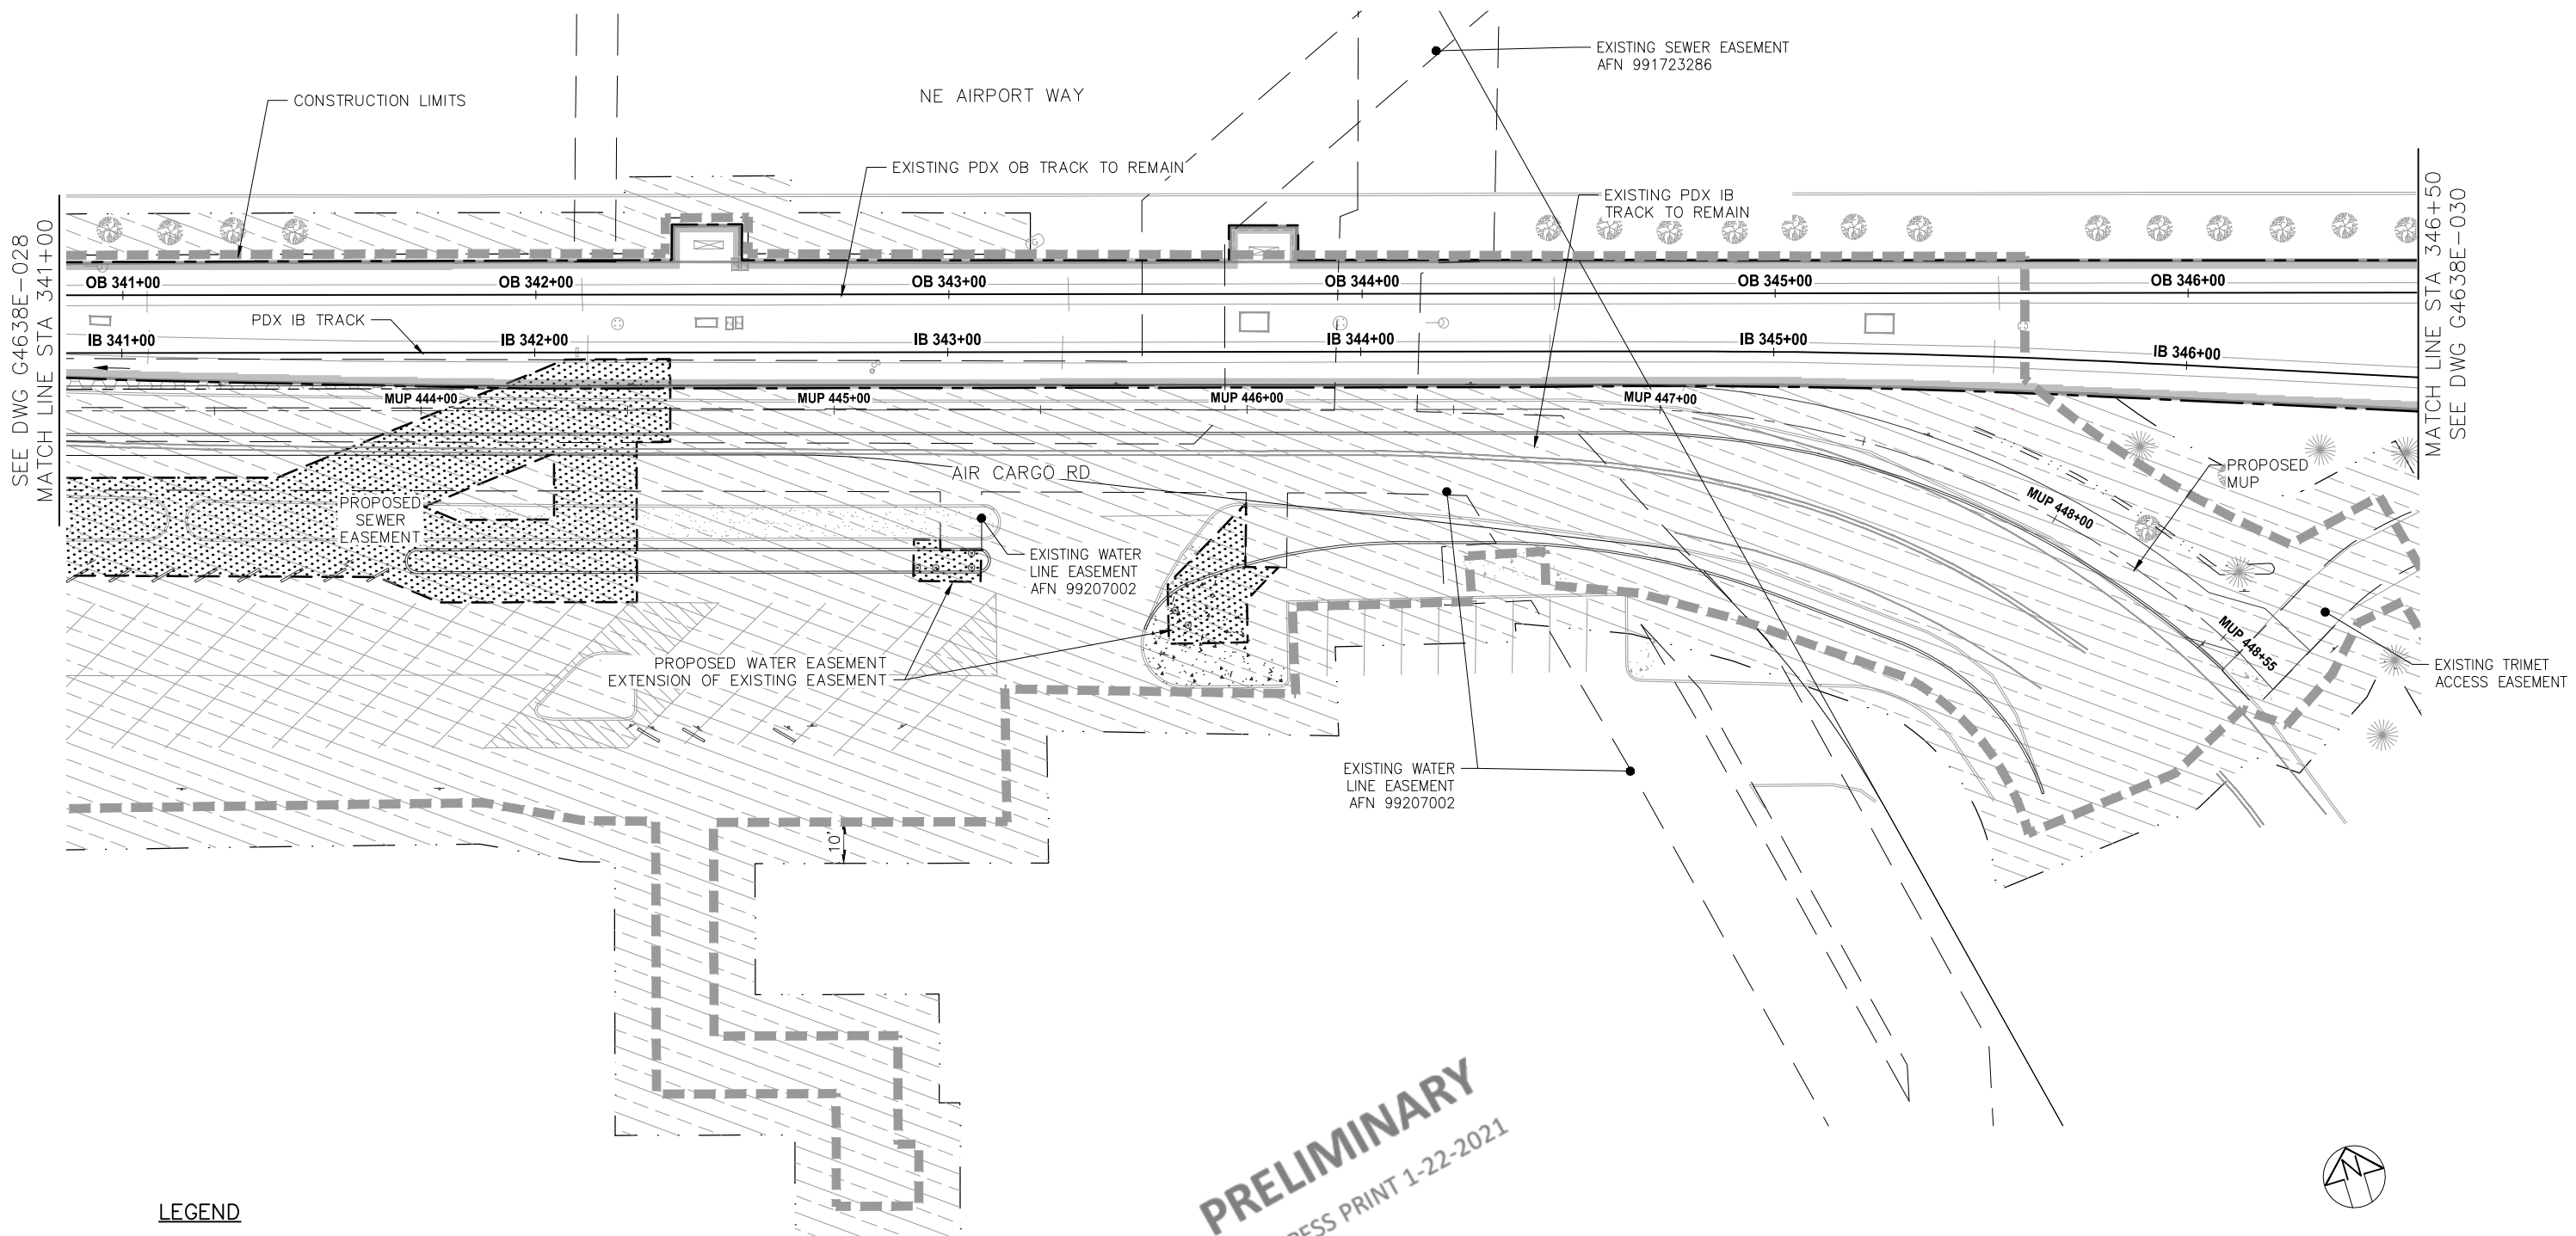 EXISTING SEWER EASEMENT
AFN 991723286
CONSTRUCTION LIMITS
NE AIRPORT WAY
EXISTING PDX OB TRACK TO REMAIN
EXISTING PDX IB
TRACK TO REMAIN
SEE DWG G4638E-028
MATCH LINE STA 341+00
MATCH LINE STA 346+50
SEE DWG G4638E-030
OB 341+00
OB 342+00
OB 343+00
OB 344+00
OB 345+00
OB 346+00
PDX IB TRACK
IB 341+00
IB 342+00
IB 343+00
IB 344+00
IB 345+00
IB 346+00
MUP 444+00
MUP 445+00
MUP 446+00
MUP 447+00
AIR CARGO RD
PROPOSED
MUP
MUP 448+00
PROPOSED
SEWER
EASEMENT
EXISTING WATER
LINE EASEMENT
AFN 99207002
MUP 448+55
PROPOSED WATER EASEMENT
EXTENSION OF EXISTING EASEMENT
EXISTING TRIMET
ACCESS EASEMENT
EXISTING WATER
LINE EASEMENT
AFN 99207002
10'
PRELIMINARY
RESS PRINT 1-22-2021
N
LEGEND